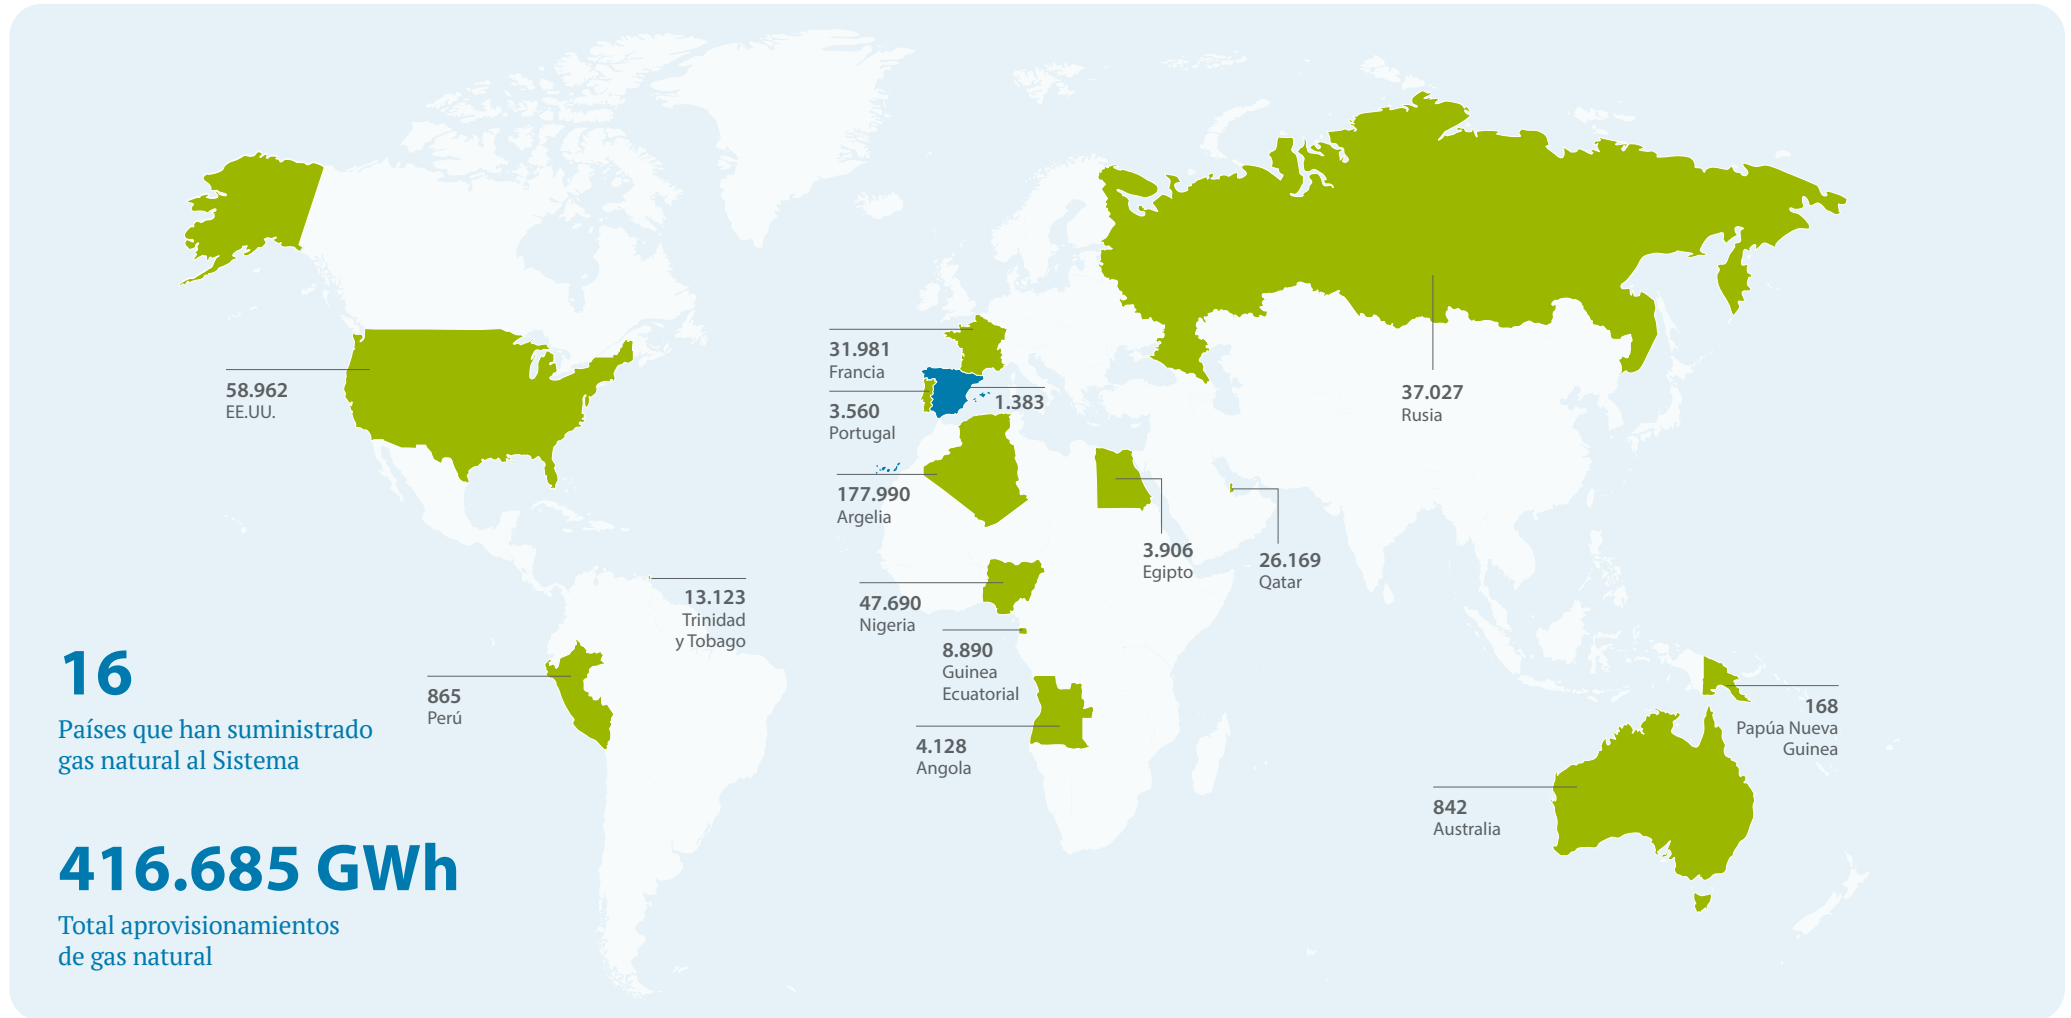 58.962
EE.UU.
31.981
Francia
3.560
Portugal
1.383
37.027
Rusia
177.990
Argelia
3.906
Egipto
26.169
Qatar
13.123
Trinidad
y Tobago
47.690
Nigeria
8.890
Guinea
Ecuatorial
865
Perú
4.128
Angola
168
Papúa Nueva
Guinea
842
Australia
16
Países que han suministrado
gas natural al Sistema
416.685 GWh
Total aprovisionamientos
de gas natural